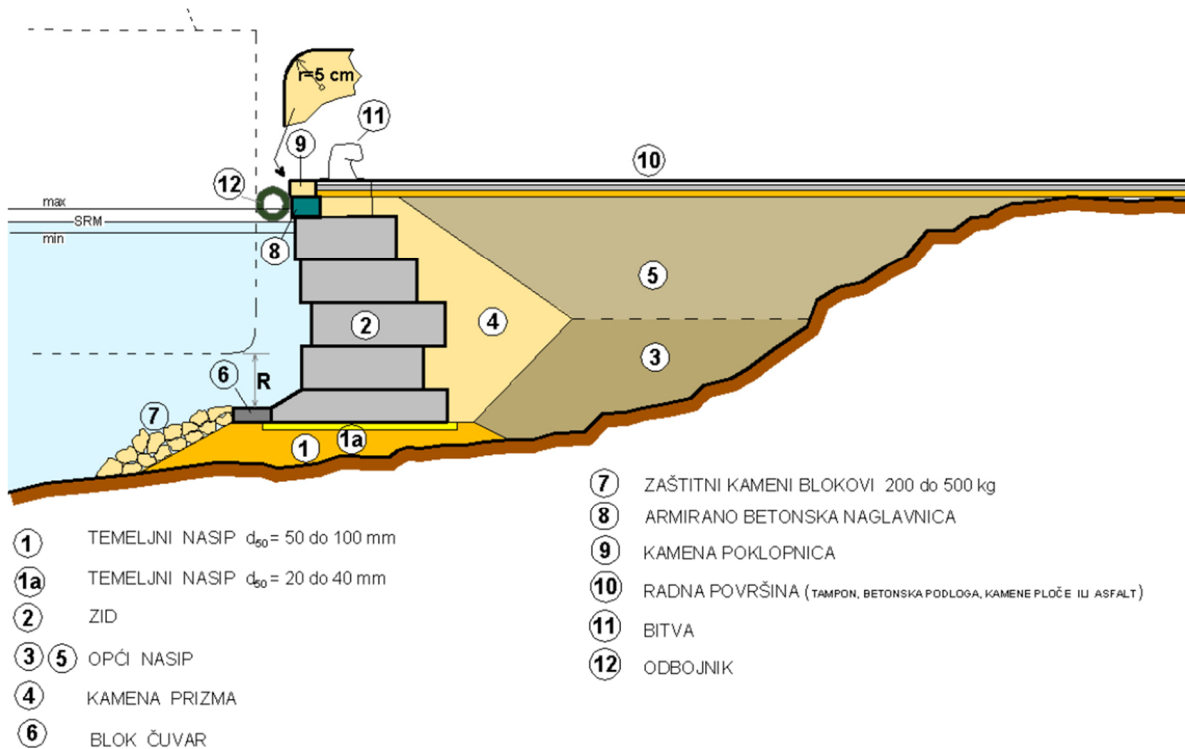 r=5 cm
11
9
10
12
max
SRM
min
8
5
2
4
3
6
R
7
1
1a
1 TEMELJNI NASIP d50 = 50 do 100 mm
1a TEMELJNI NASIP d50 = 20 do 40 mm
2 ZID
3 5 OPĆI NASIP
4 KAMENA PRIZMA
6 BLOK ČUVAR
7 ZAŠTITNI KAMENI BLOKOVI 200 do 500 kg
8 ARMIRANO BETONSKA NAGLAVNICA
9 KAMENA POKLOPNICA
10 RADNA POVRŠINA (TAMPON, BETONSKA PODLOGA, KAMENE PLOČE ILI ASFALT)
11 BITVA
12 ODBOJNIK